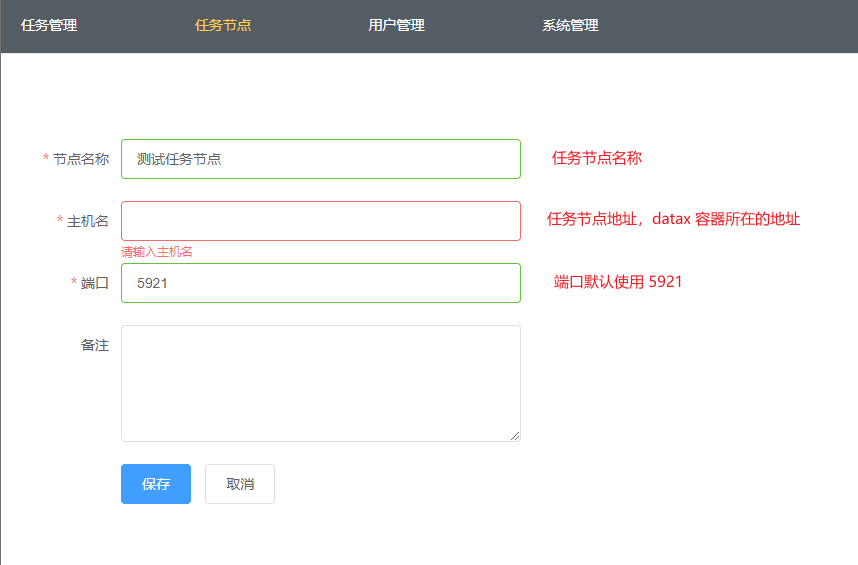 任务管理 任务节点 用户管理 系统管理
* 节点名称 测试任务节点 任务节点名称
* 主机名 任务节点地址，datax 容器所在的地址
请输入主机名
* 端口 5921 端口默认使用 5921
备注
保存 取消